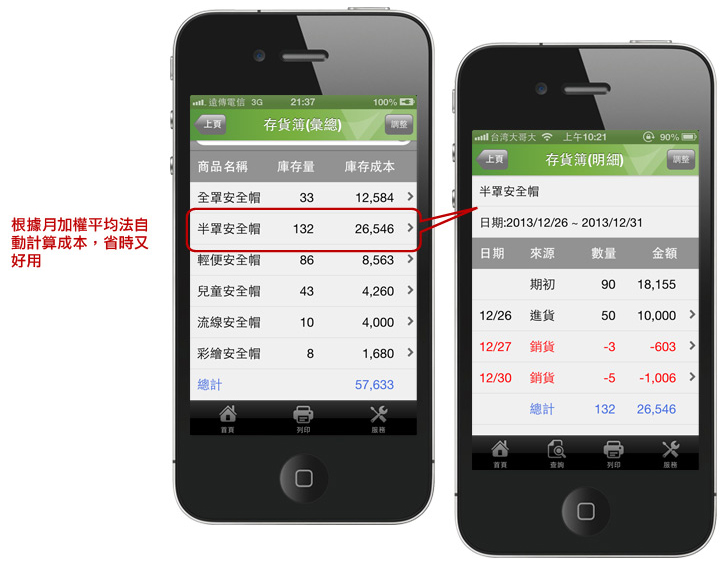 根據月加權平均法自
動計算成本，省時又
好用
遠傳電信 3G 21:37 100%
上頁 存貨簿(彙總) 調整
商品名稱 庫存量 庫存成本
全罩安全帽 33 12,584
半罩安全帽 132 26,546
輕便安全帽 86 8,563
兒童安全帽 43 4,260
流線安全帽 10 4,000
彩繪安全帽 8 1,680
總計 57,633
首頁 列印 服務
台湾大哥大 上午10:21 90%
上頁 存貨簿(明細) 調整
半罩安全帽
日期:2013/12/26 ~ 2013/12/31
日期 來源 數量 金額
期初 90 18,155
12/26 進貨 50 10,000
12/27 銷貨 -3 -603
12/30 銷貨 -5 -1,006
總計 132 26,546
首頁 查詢 列印 服務